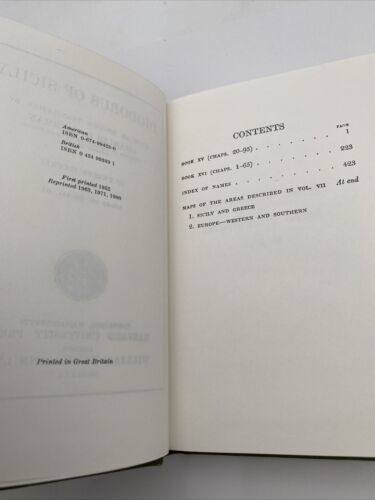 American
ISBN 0-674-99428-0
British
ISBN 0 434 99389 1
First printed 1952
Reprinted 1963, 1971, 1980
Printed in Great Britain
CONTENTS
PAGE
BOOK XV (CHAPS. 20–95) . . . . . . 1
BOOK XVI (CHAPS. 1–65) . . . . . . 223
INDEX OF NAMES . . . . . . . 423
MAPS OF THE AREAS DESCRIBED IN VOL. VII At end
1. SICILY AND GREECE
2. EUROPE—WESTERN AND SOUTHERN